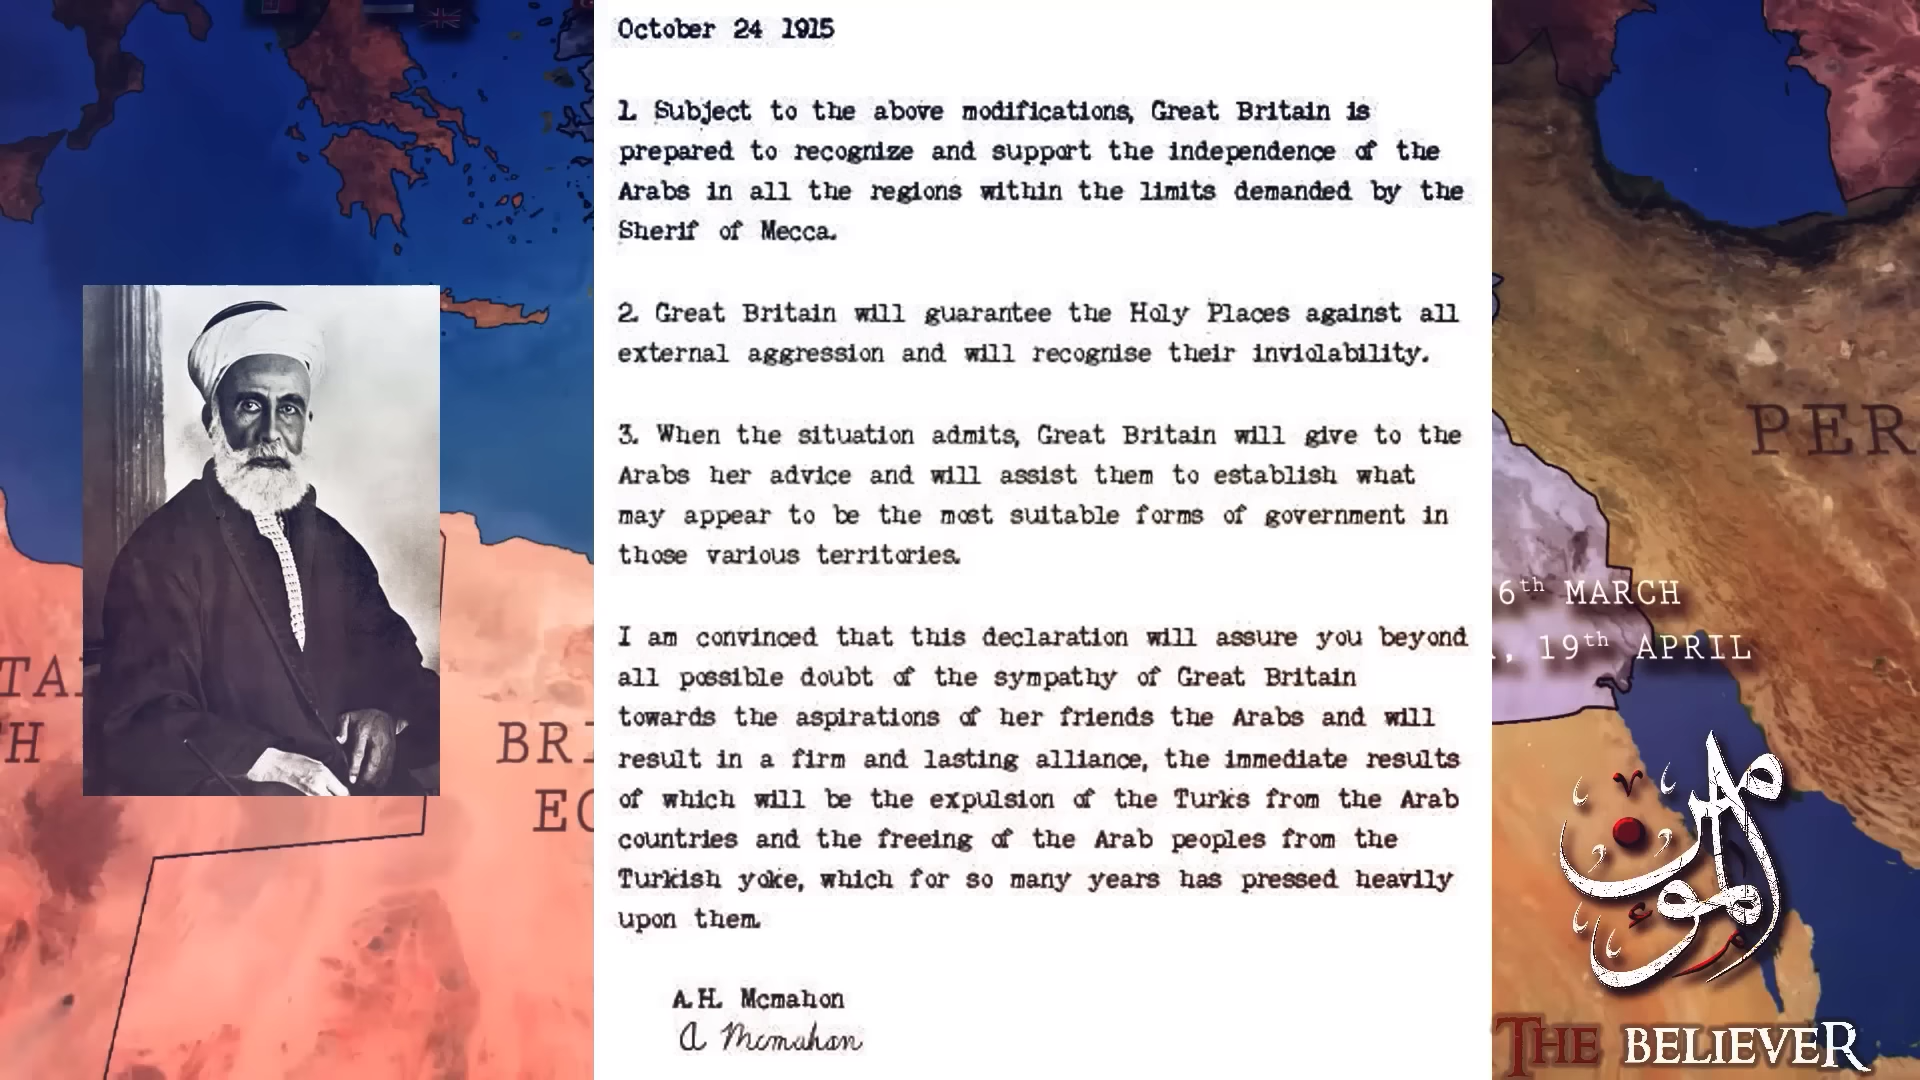 October 24 1915
1. Subject to the above modifications, Great Britain is
prepared to recognize and support the independence of the
Arabs in all the regions within the limits demanded by the
Sherif of Mecca.
2. Great Britain will guarantee the Holy Places against all
external aggression and will recognise their inviolability.
3. When the situation admits, Great Britain will give to the
Arabs her advice and will assist them to establish what
may appear to be the most suitable forms of government in
those various territories.
I am convinced that this declaration will assure you beyond
all possible doubt of the sympathy of Great Britain
towards the aspirations of her friends the Arabs and will
result in a firm and lasting alliance, the immediate results
of which will be the expulsion of the Turks from the Arab
countries and the freeing of the Arab peoples from the
Turkish yoke, which for so many years has pressed heavily
upon them.
A.H. Mcmahon
A Mcmahan
PER
6th MARCH
, 19th APRIL
TA
H
BRI
EG
المؤمن
THE BELIEVER